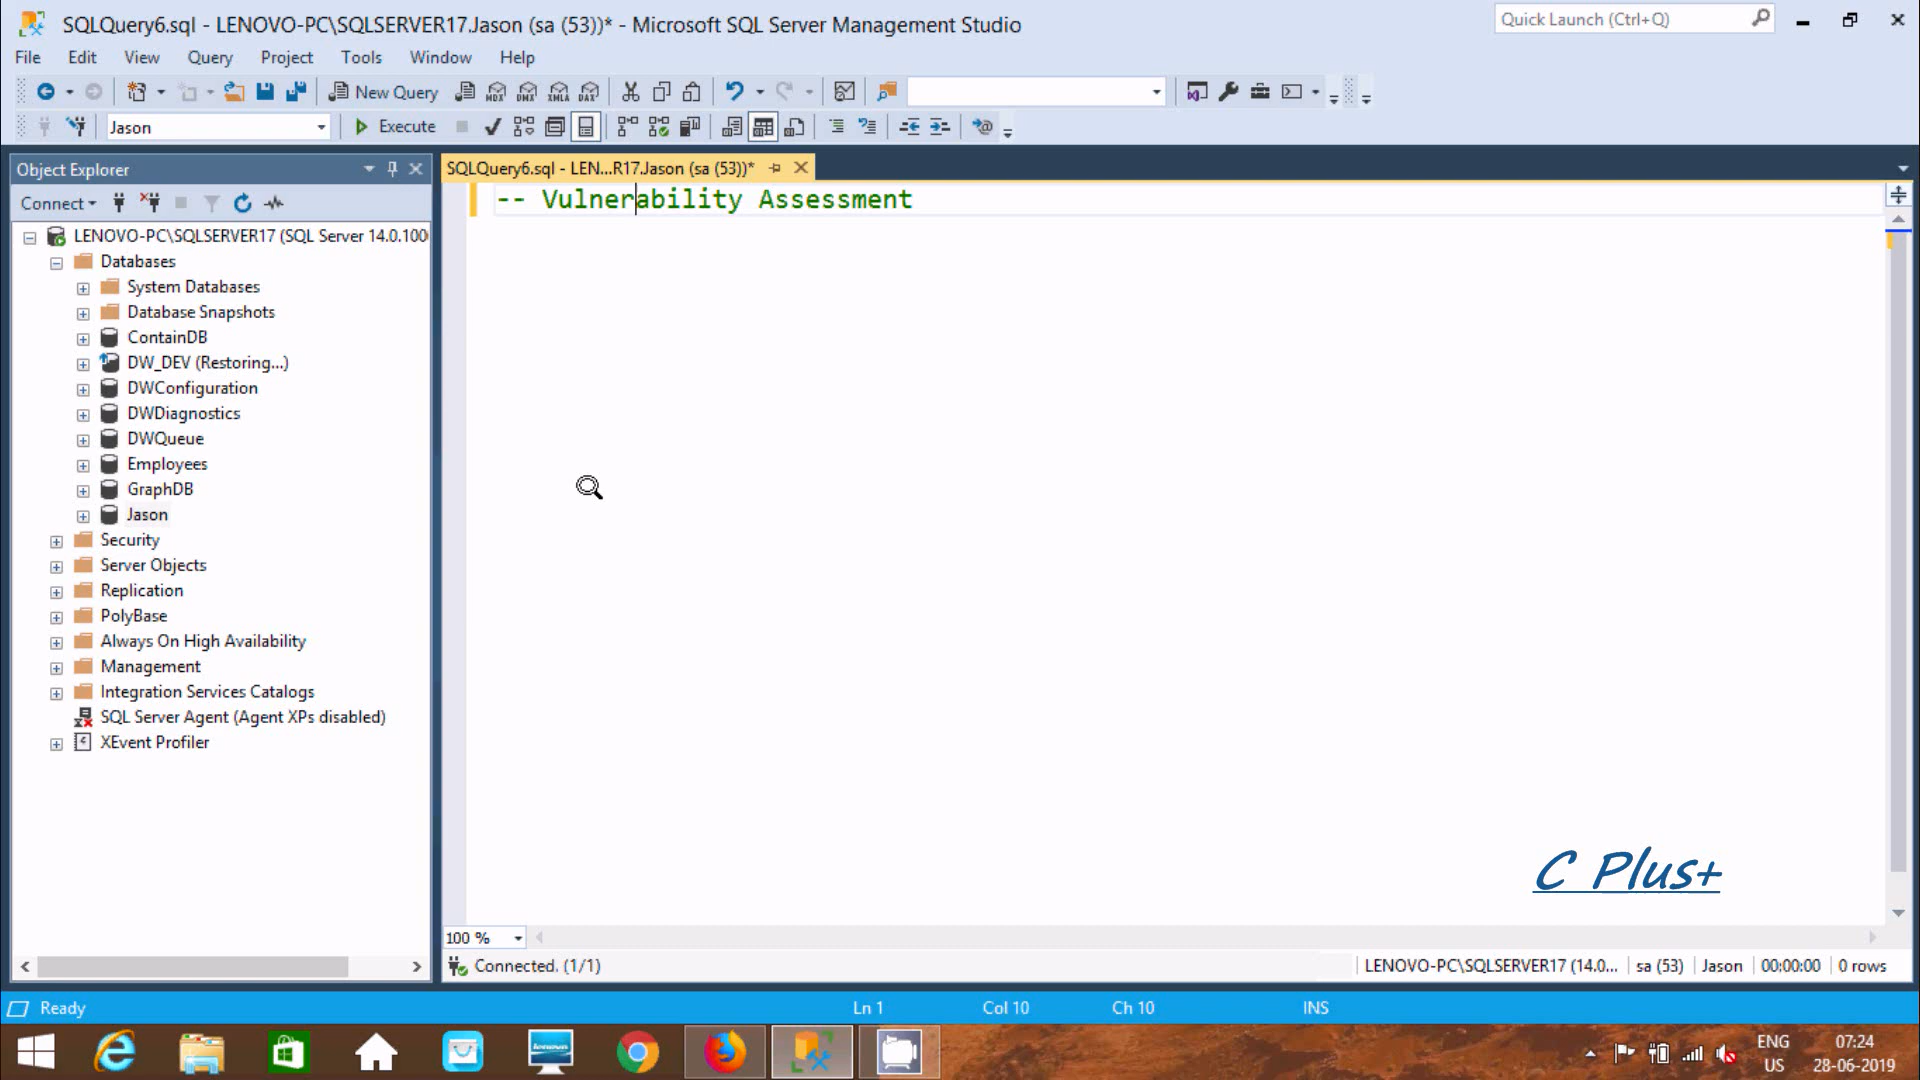 SQLQuery6.sql - LENOVO-PC\SQLSERVER17.Jason (sa (53))* - Microsoft SQL Server Management Studio
Quick Launch (Ctrl+Q)
File Edit View Query Project Tools Window Help
New Query MDX DMX XMLA DAX
Jason Execute
Object Explorer
SQLQuery6.sql - LEN...R17.Jason (sa (53))*
Connect
-- Vulnerability Assessment
LENOVO-PC\SQLSERVER17 (SQL Server 14.0.100
Databases
System Databases
Database Snapshots
ContainDB
DW_DEV (Restoring...)
DWConfiguration
DWDiagnostics
DWQueue
Employees
GraphDB
Jason
Security
Server Objects
Replication
PolyBase
Always On High Availability
Management
Integration Services Catalogs
SQL Server Agent (Agent XPs disabled)
XEvent Profiler
C Plus+
100 %
Connected. (1/1)
LENOVO-PC\SQLSERVER17 (14.0... sa (53) Jason 00:00:00 0 rows
Ready Ln 1 Col 10 Ch 10 INS
ENG 07:24
US 28-06-2019